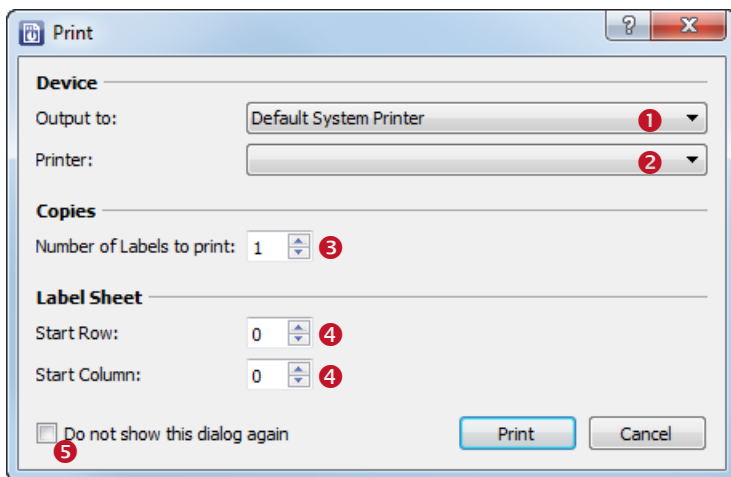 Print
Device
Output to: Default System Printer 1
Printer: 2
Copies
Number of Labels to print: 1 3
Label Sheet
Start Row: 0 4
Start Column: 0 4
Do not show this dialog again Print Cancel
5